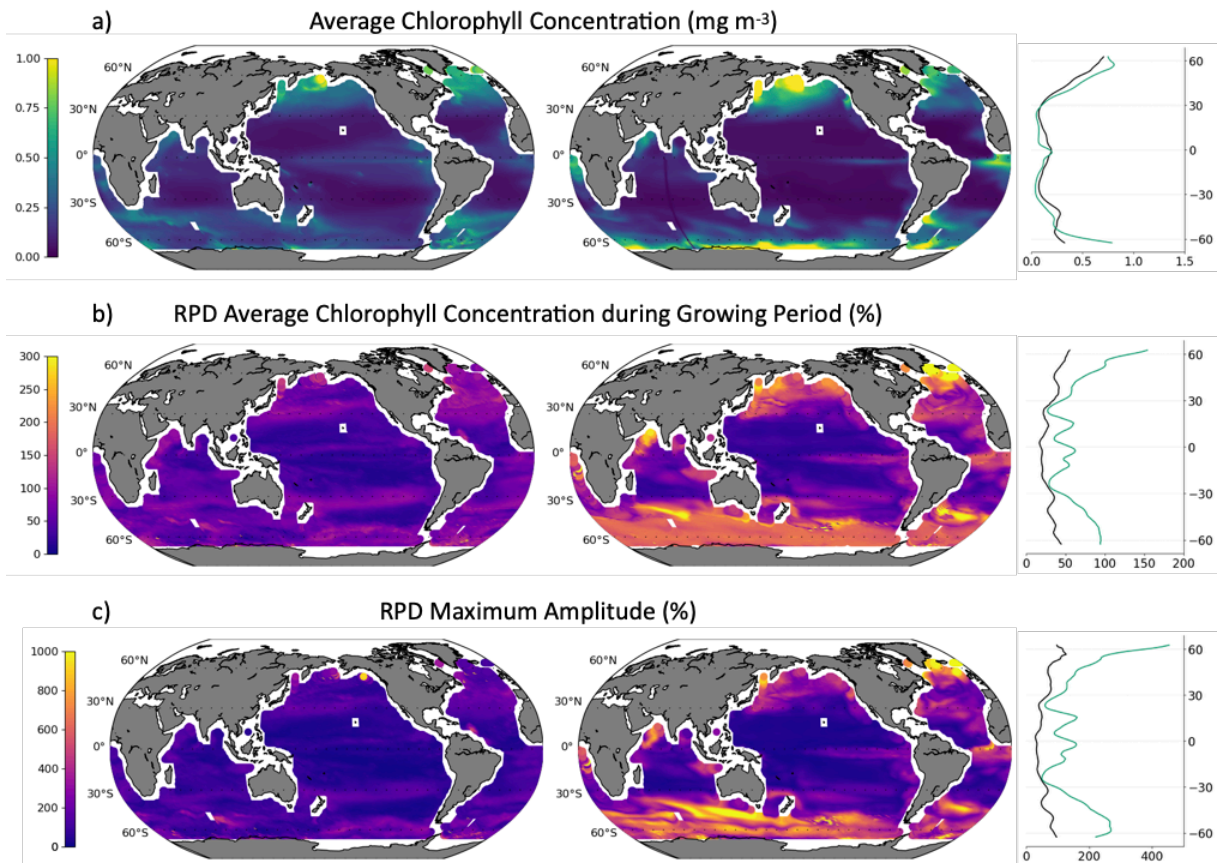 a) Average Chlorophyll Concentration (mg m-3)
1.00
0.75
0.50
0.25
0.00
60°N
30°N
0°
30°S
60°S
60°N
30°N
0°
30°S
60°S
60
30
0
−30
−60
0.0 0.5 1.0 1.5
b) RPD Average Chlorophyll Concentration during Growing Period (%)
300
250
200
150
100
50
0
60°N
30°N
0°
30°S
60°S
60°N
30°N
0°
30°S
60°S
60
30
0
−30
−60
0 50 100 150 200
c) RPD Maximum Amplitude (%)
1000
800
600
400
200
0
60°N
30°N
0°
30°S
60°S
60°N
30°N
0°
30°S
60°S
60
30
0
−30
−60
0 200 400